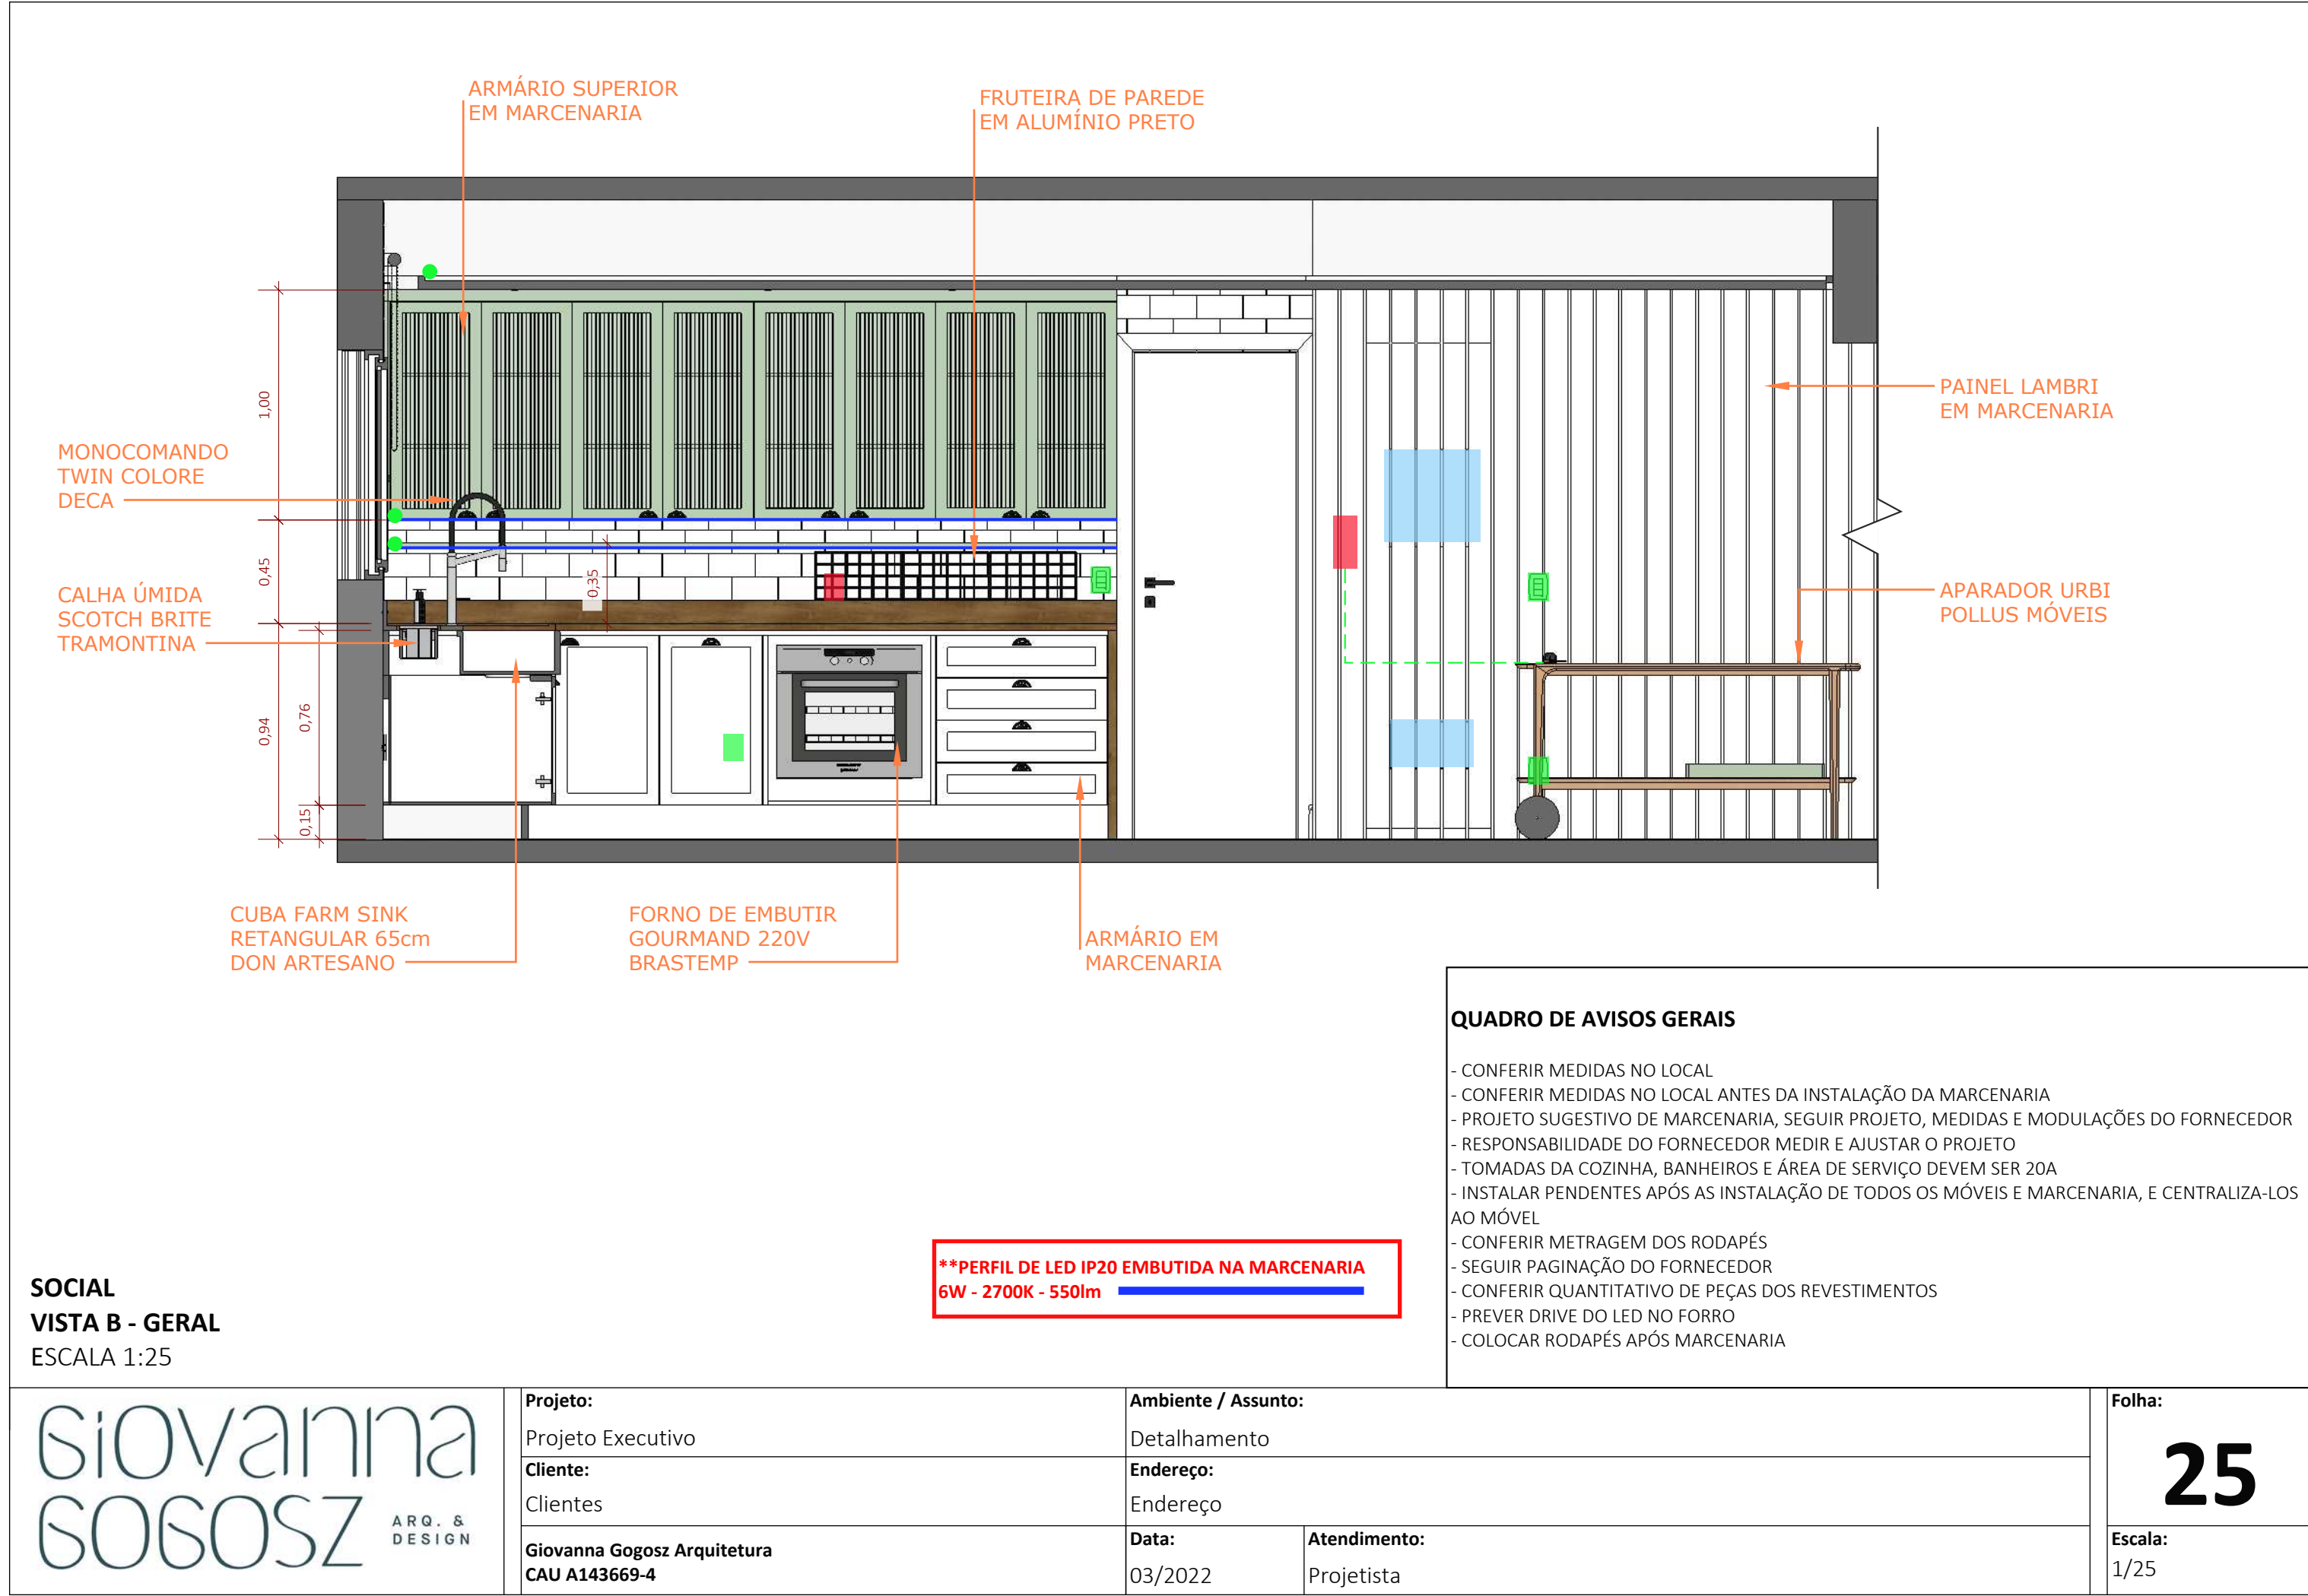 ARMÁRIO SUPERIOR
EM MARCENARIA
FRUTEIRA DE PAREDE
EM ALUMÍNIO PRETO
MONOCOMANDO
TWIN COLORE
DECA
CALHA ÚMIDA
SCOTCH BRITE
TRAMONTINA
1,00
0,45
0,35
0,94
0,76
0,15
PAINEL LAMBRI
EM MARCENARIA
APARADOR URBI
POLLUS MÓVEIS
CUBA FARM SINK
RETANGULAR 65cm
DON ARTESANO
FORNO DE EMBUTIR
GOURMAND 220V
BRASTEMP
ARMÁRIO EM
MARCENARIA
QUADRO DE AVISOS GERAIS
- CONFERIR MEDIDAS NO LOCAL
- CONFERIR MEDIDAS NO LOCAL ANTES DA INSTALAÇÃO DA MARCENARIA
- PROJETO SUGESTIVO DE MARCENARIA, SEGUIR PROJETO, MEDIDAS E MODULAÇÕES DO FORNECEDOR
- RESPONSABILIDADE DO FORNECEDOR MEDIR E AJUSTAR O PROJETO
- TOMADAS DA COZINHA, BANHEIROS E ÁREA DE SERVIÇO DEVEM SER 20A
- INSTALAR PENDENTES APÓS AS INSTALAÇÃO DE TODOS OS MÓVEIS E MARCENARIA, E CENTRALIZA-LOS
AO MÓVEL
- CONFERIR METRAGEM DOS RODAPÉS
- SEGUIR PAGINAÇÃO DO FORNECEDOR
- CONFERIR QUANTITATIVO DE PEÇAS DOS REVESTIMENTOS
- PREVER DRIVE DO LED NO FORRO
- COLOCAR RODAPÉS APÓS MARCENARIA
**PERFIL DE LED IP20 EMBUTIDA NA MARCENARIA
6W - 2700K - 550lm
SOCIAL
VISTA B - GERAL
ESCALA 1:25
GIOVANNA
GOGOSZ
ARQ. &
DESIGN
Projeto:
Projeto Executivo
Cliente:
Clientes
Giovanna Gogosz Arquitetura
CAU A143669-4
Ambiente / Assunto:
Detalhamento
Endereço:
Endereço
Data:
03/2022
Atendimento:
Projetista
Folha:
25
Escala:
1/25